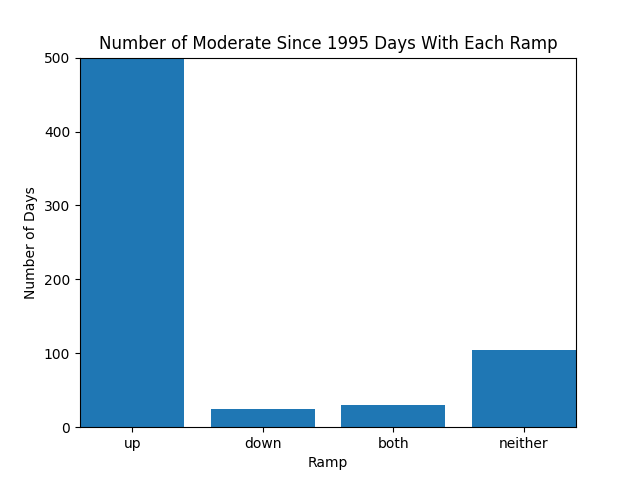 Number of Moderate Since 1995 Days With Each Ramp
500
400
300
200
100
0
Number of Days
up down both neither
Ramp